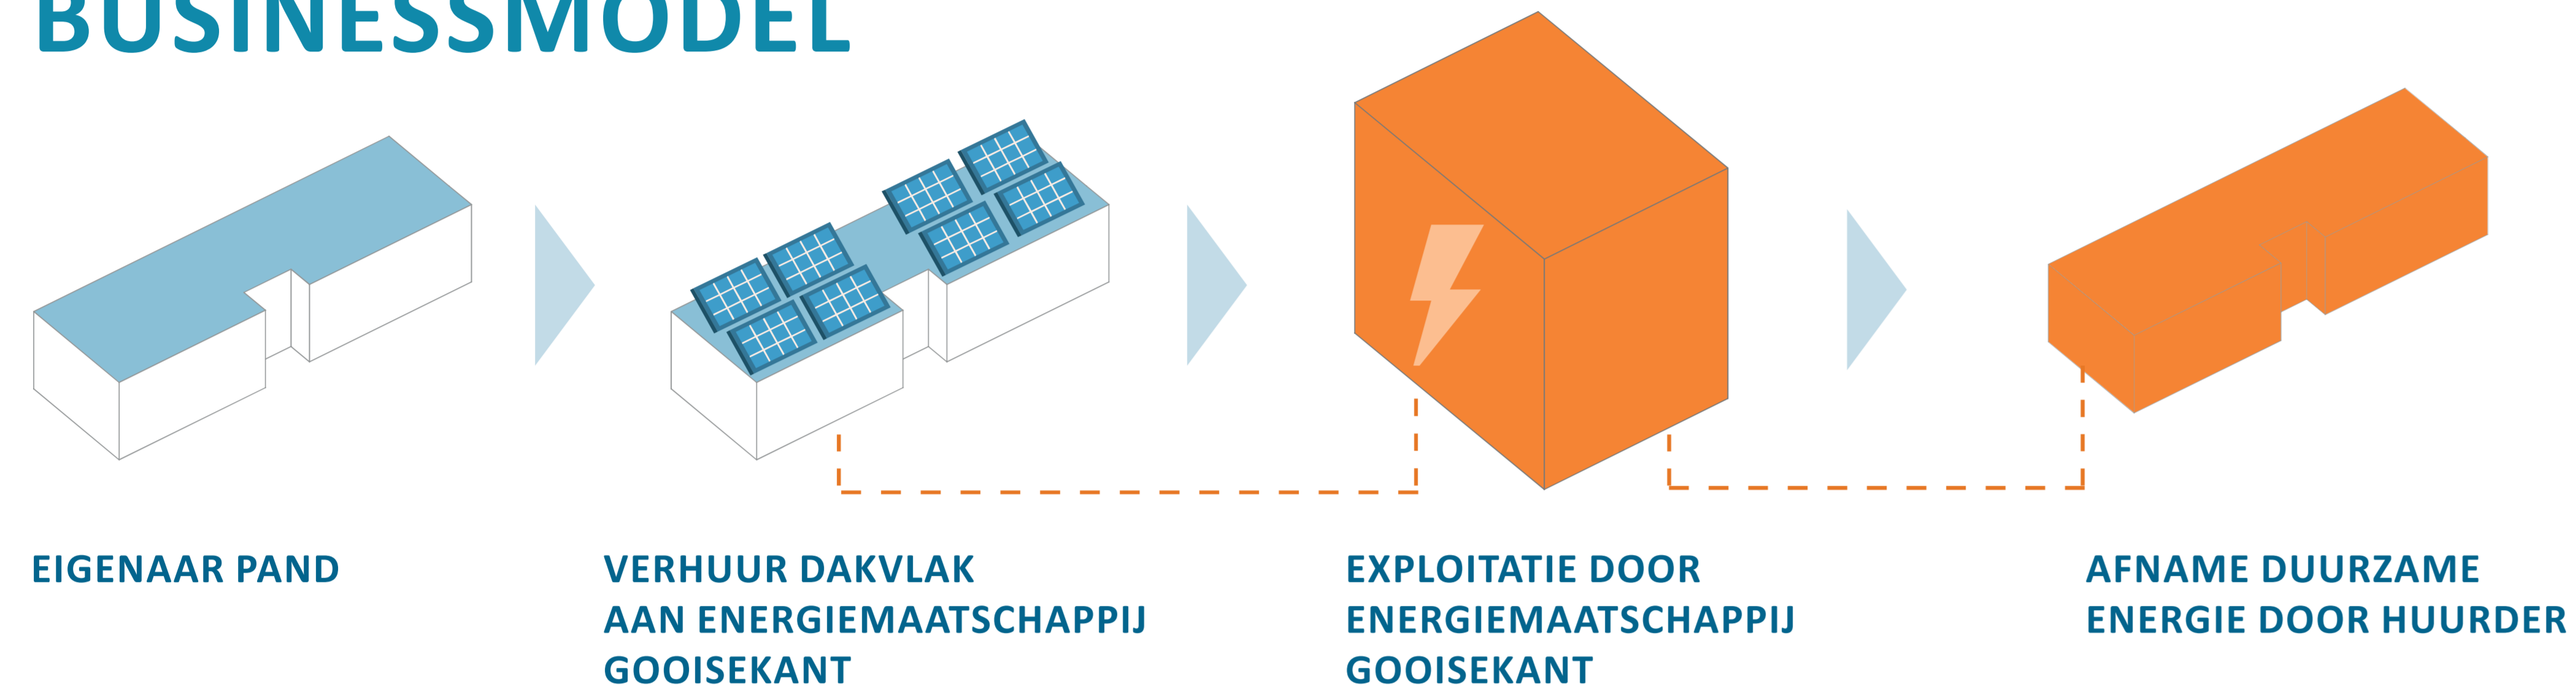 BUSINESSMODEL
EIGENAAR PAND
VERHUUR DAKVLAK
AAN ENERGIEMAATSCHAPPIJ
GOOISEKANT
EXPLOITATIE DOOR
ENERGIEMAATSCHAPPIJ
GOOISEKANT
AFNAME DUURZAME
ENERGIE DOOR HUURDER